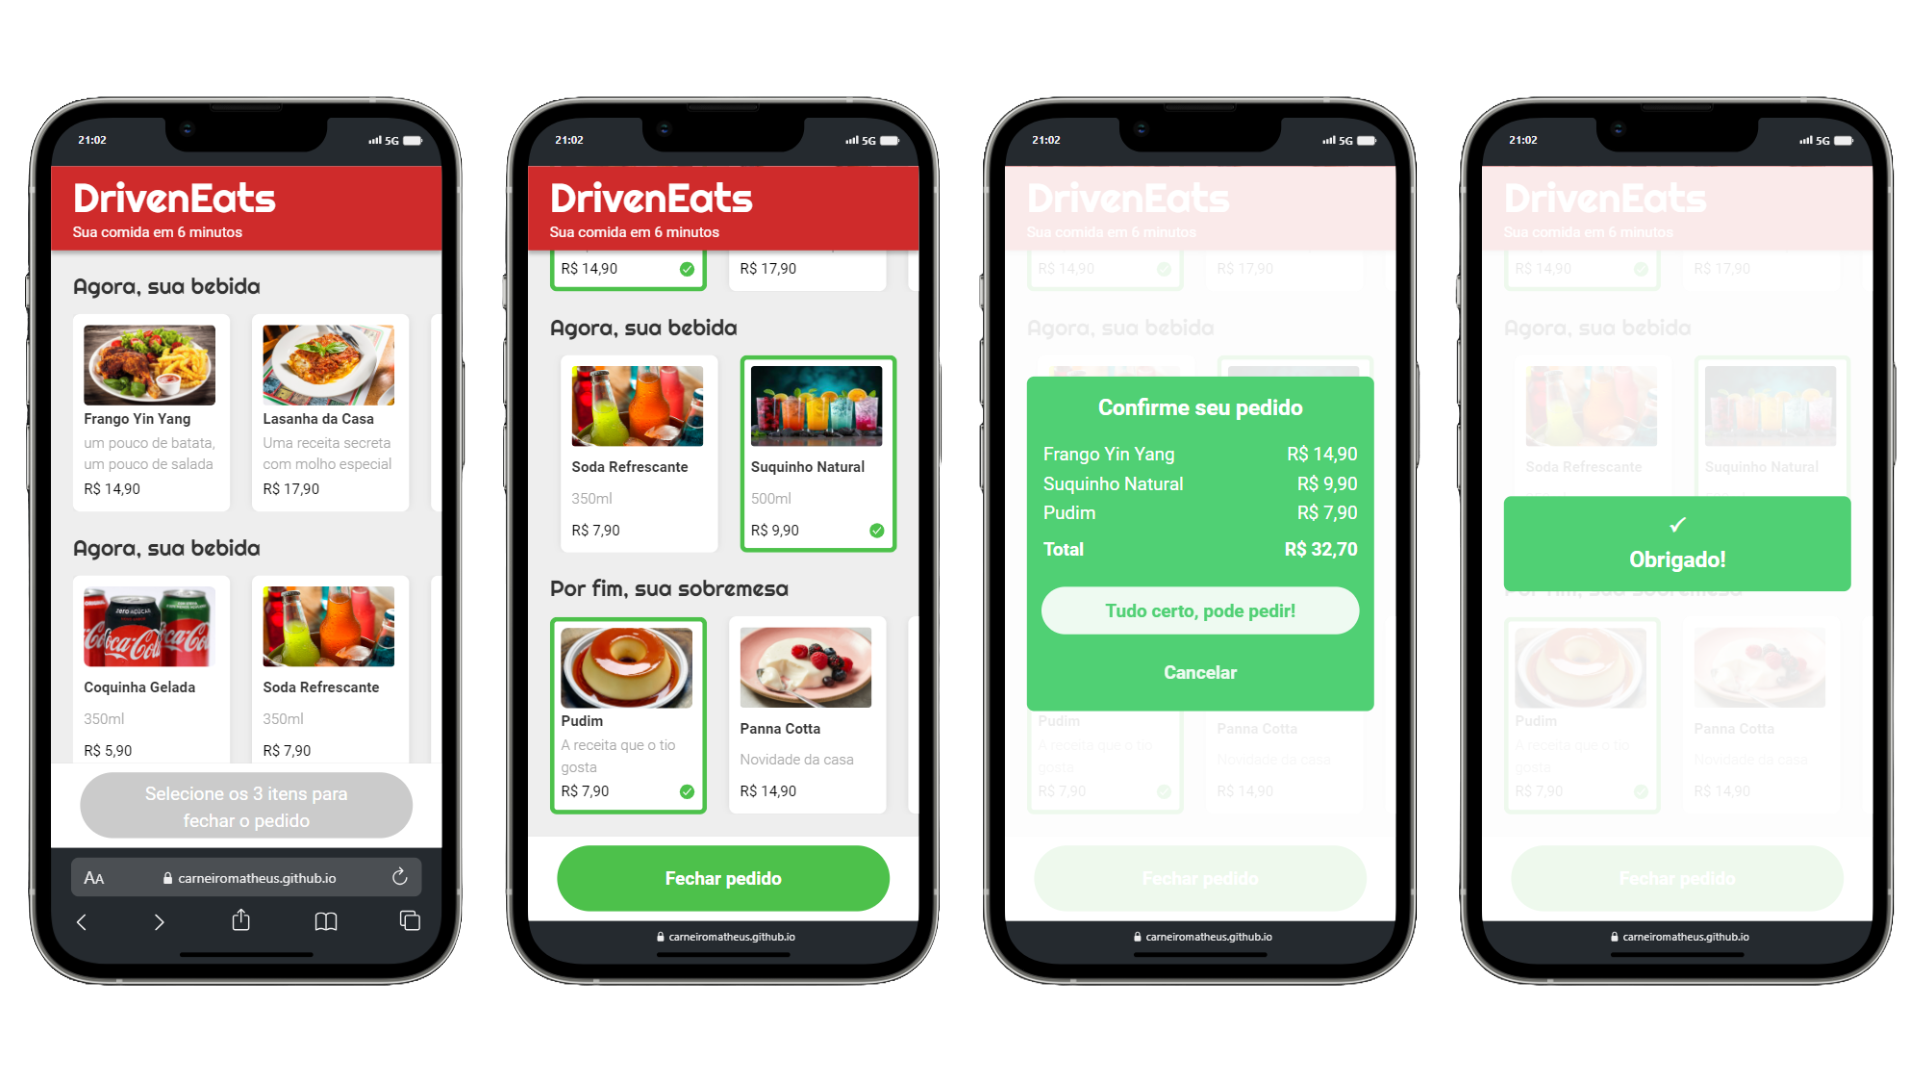 21:02
5G
DrivenEats
Sua comida em 6 minutos
Agora, sua bebida
Frango Yin Yang
um pouco de batata,
um pouco de salada
R$ 14,90
Lasanha da Casa
Uma receita secreta
com molho especial
R$ 17,90
Agora, sua bebida
ZERO AÇÚCAR
Coca-Cola
Coquinha Gelada
350ml
R$ 5,90
Soda Refrescante
350ml
R$ 7,90
Selecione os 3 itens para
fechar o pedido
AA
carneiromatheus.github.io
21:02
5G
DrivenEats
Sua comida em 6 minutos
R$ 14,90
R$ 17,90
Agora, sua bebida
Soda Refrescante
350ml
R$ 7,90
Suquinho Natural
500ml
R$ 9,90
Por fim, sua sobremesa
Pudim
A receita que o tio
gosta
R$ 7,90
Panna Cotta
Novidade da casa
R$ 14,90
Fechar pedido
carneiromatheus.github.io
21:02
5G
DrivenEats
Sua comida em 6 minutos
R$ 14,90
R$ 17,90
Agora, sua bebida
Confirme seu pedido
Frango Yin Yang R$ 14,90
Suquinho Natural R$ 9,90
Pudim R$ 7,90
Total R$ 32,70
Tudo certo, pode pedir!
Cancelar
Pudim
A receita que o tio
gosta
R$ 7,90
Panna Cotta
Novidade da casa
R$ 14,90
Fechar pedido
carneiromatheus.github.io
21:02
5G
DrivenEats
Sua comida em 6 minutos
R$ 14,90
R$ 17,90
Agora, sua bebida
Soda Refrescante
Suquinho Natural
Obrigado!
Por fim, sua sobremesa
Pudim
A receita que o tio
gosta
R$ 7,90
Panna Cotta
Novidade da casa
R$ 14,90
Fechar pedido
carneiromatheus.github.io